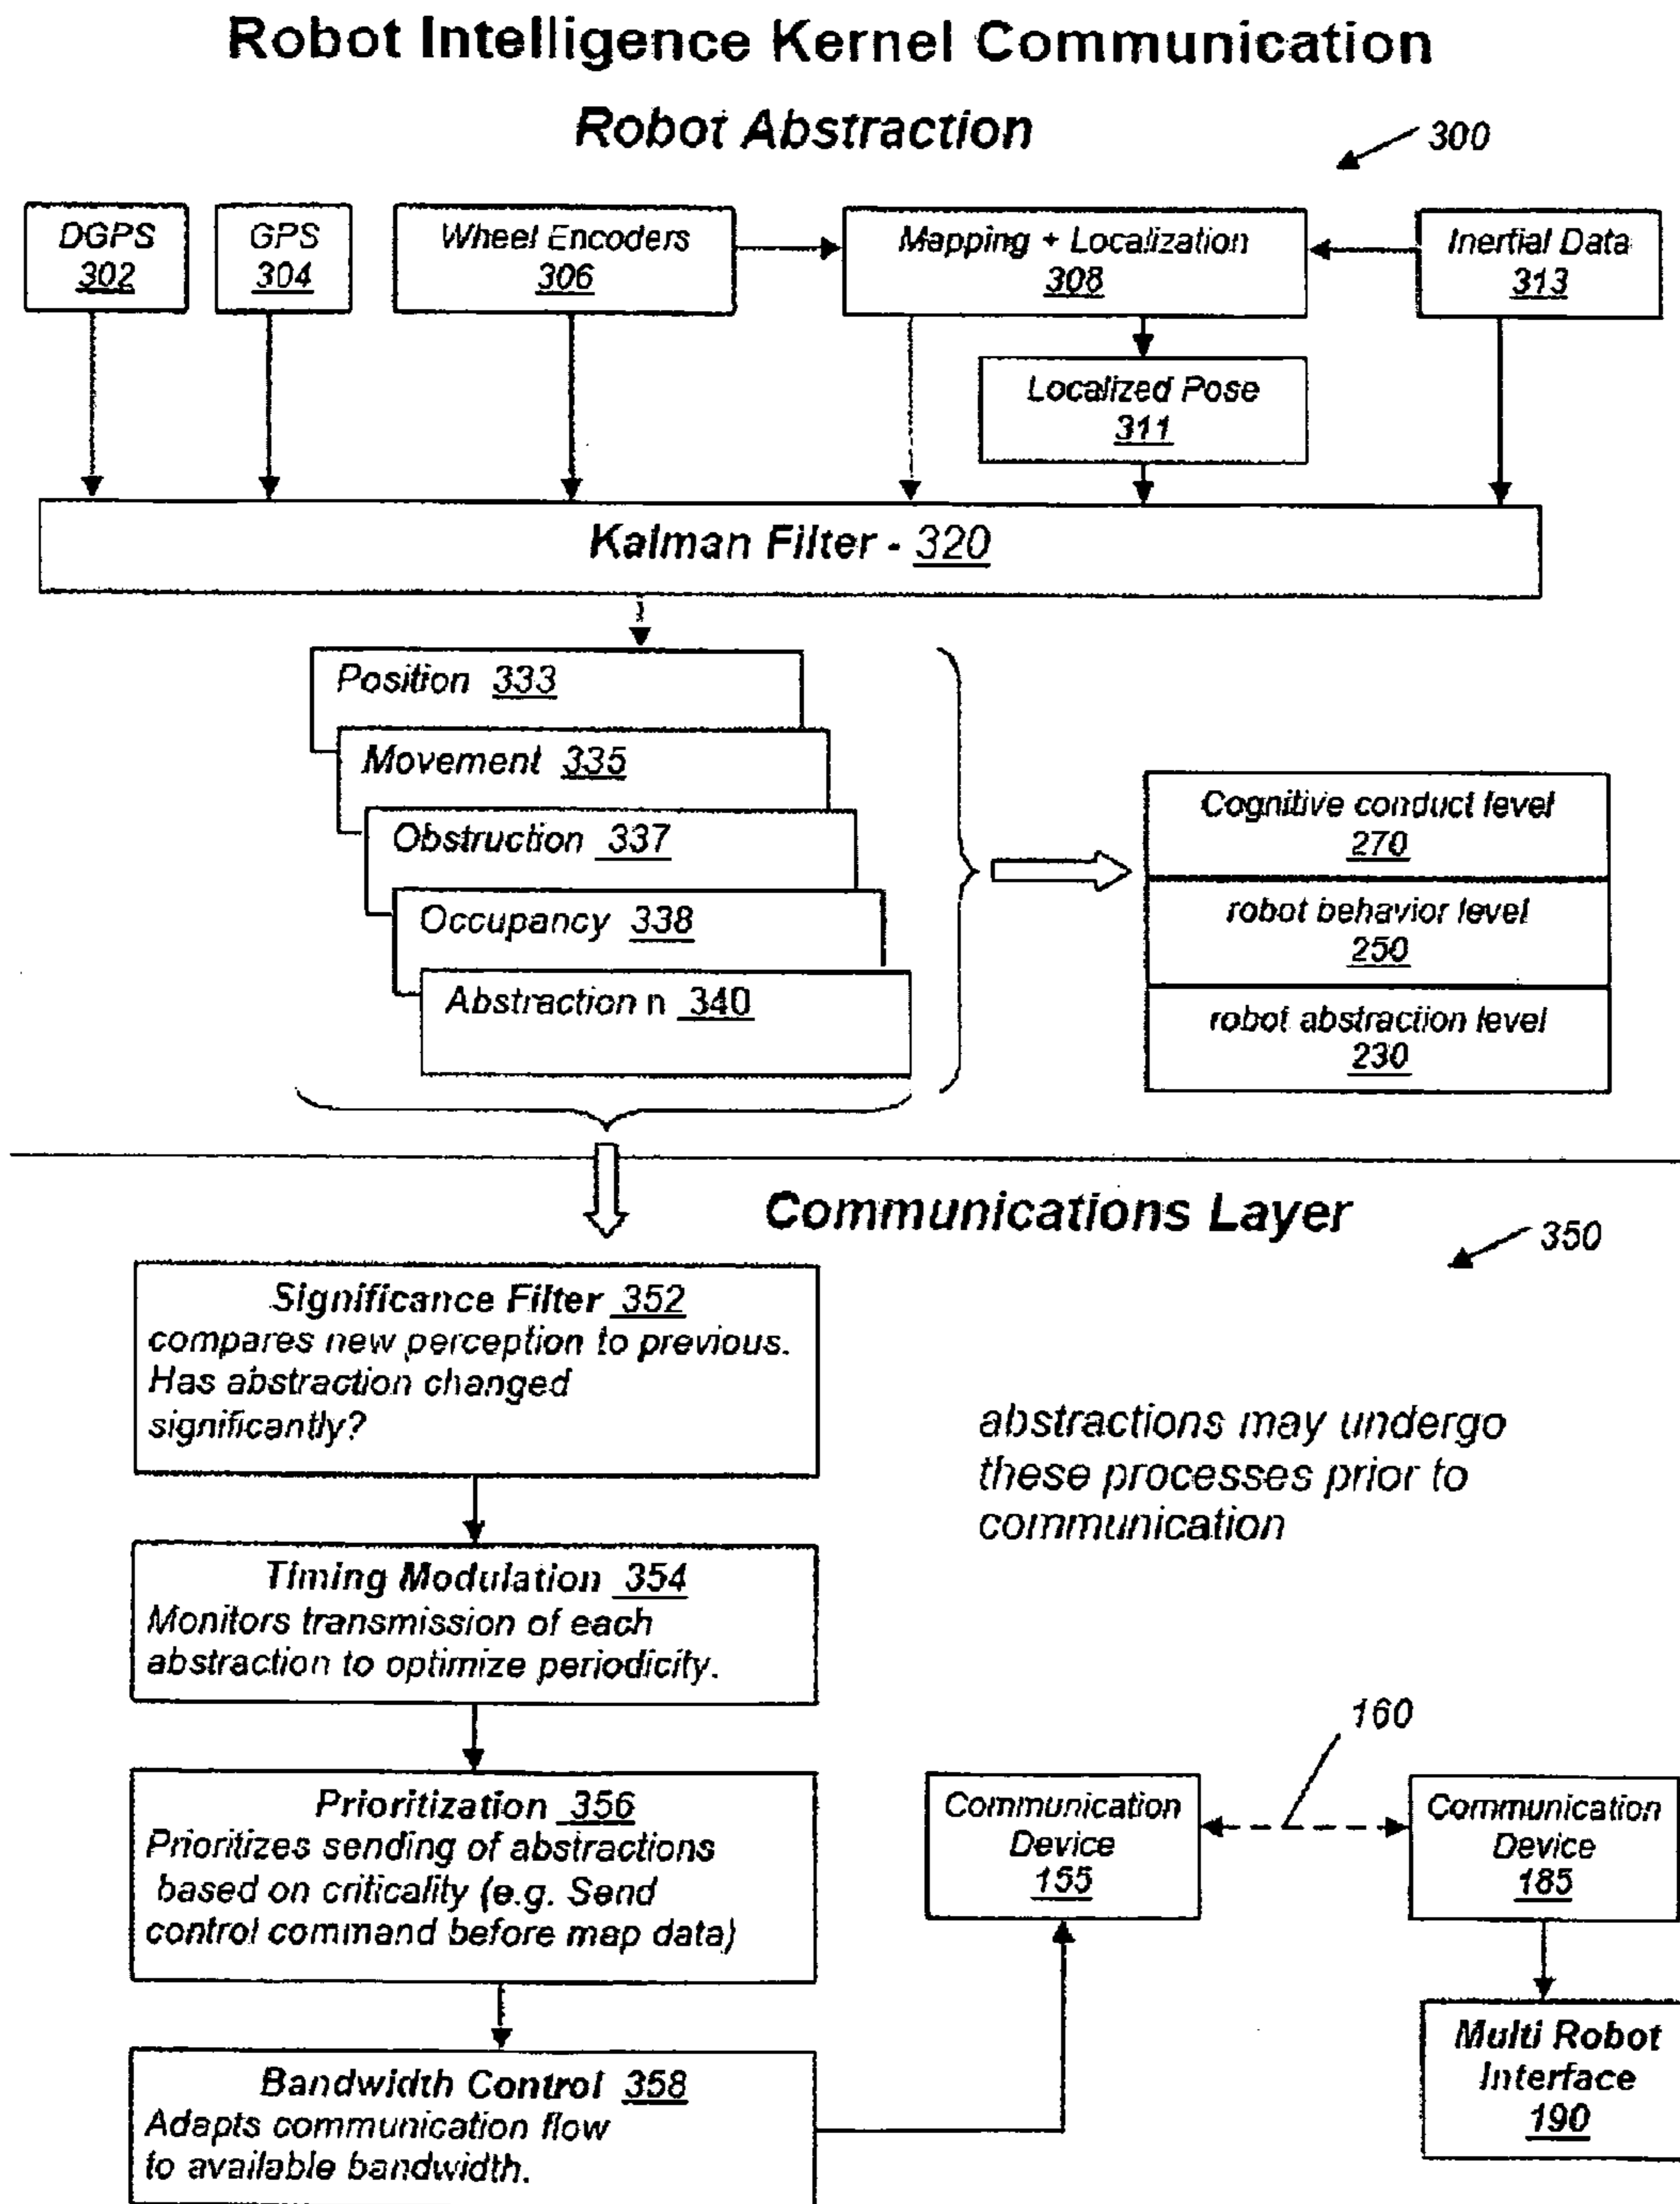 Robot Intelligence Kernel Communication
Robot Abstraction
300
DGPS
302
GPS
304
Wheel Encoders
306
Mapping + Localization
308
Inertial Data
313
Localized Pose
311
Kalman Filter - 320
Position 333
Movement 335
Obstruction 337
Occupancy 338
Abstraction n 340
Cognitive conduct level
270
robot behavior level
250
robot abstraction level
230
Communications Layer
350
Significance Filter 352
compares new perception to previous.
Has abstraction changed
significantly?
abstractions may undergo
these processes prior to
communication
Timing Modulation 354
Monitors transmission of each
abstraction to optimize periodicity.
Prioritization 356
Prioritizes sending of abstractions
based on criticality (e.g. Send
control command before map data)
160
Communication
Device
155
Communication
Device
185
Bandwidth Control 358
Adapts communication flow
to available bandwidth.
Multi Robot
Interface
190